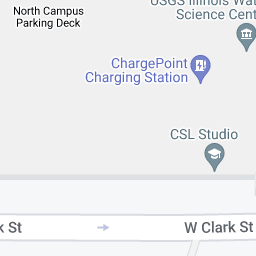 USGS Illinois Wat
Science Cent
North Campus
Parking Deck
ChargePoint
Charging Station
CSL Studio
k St
W Clark St